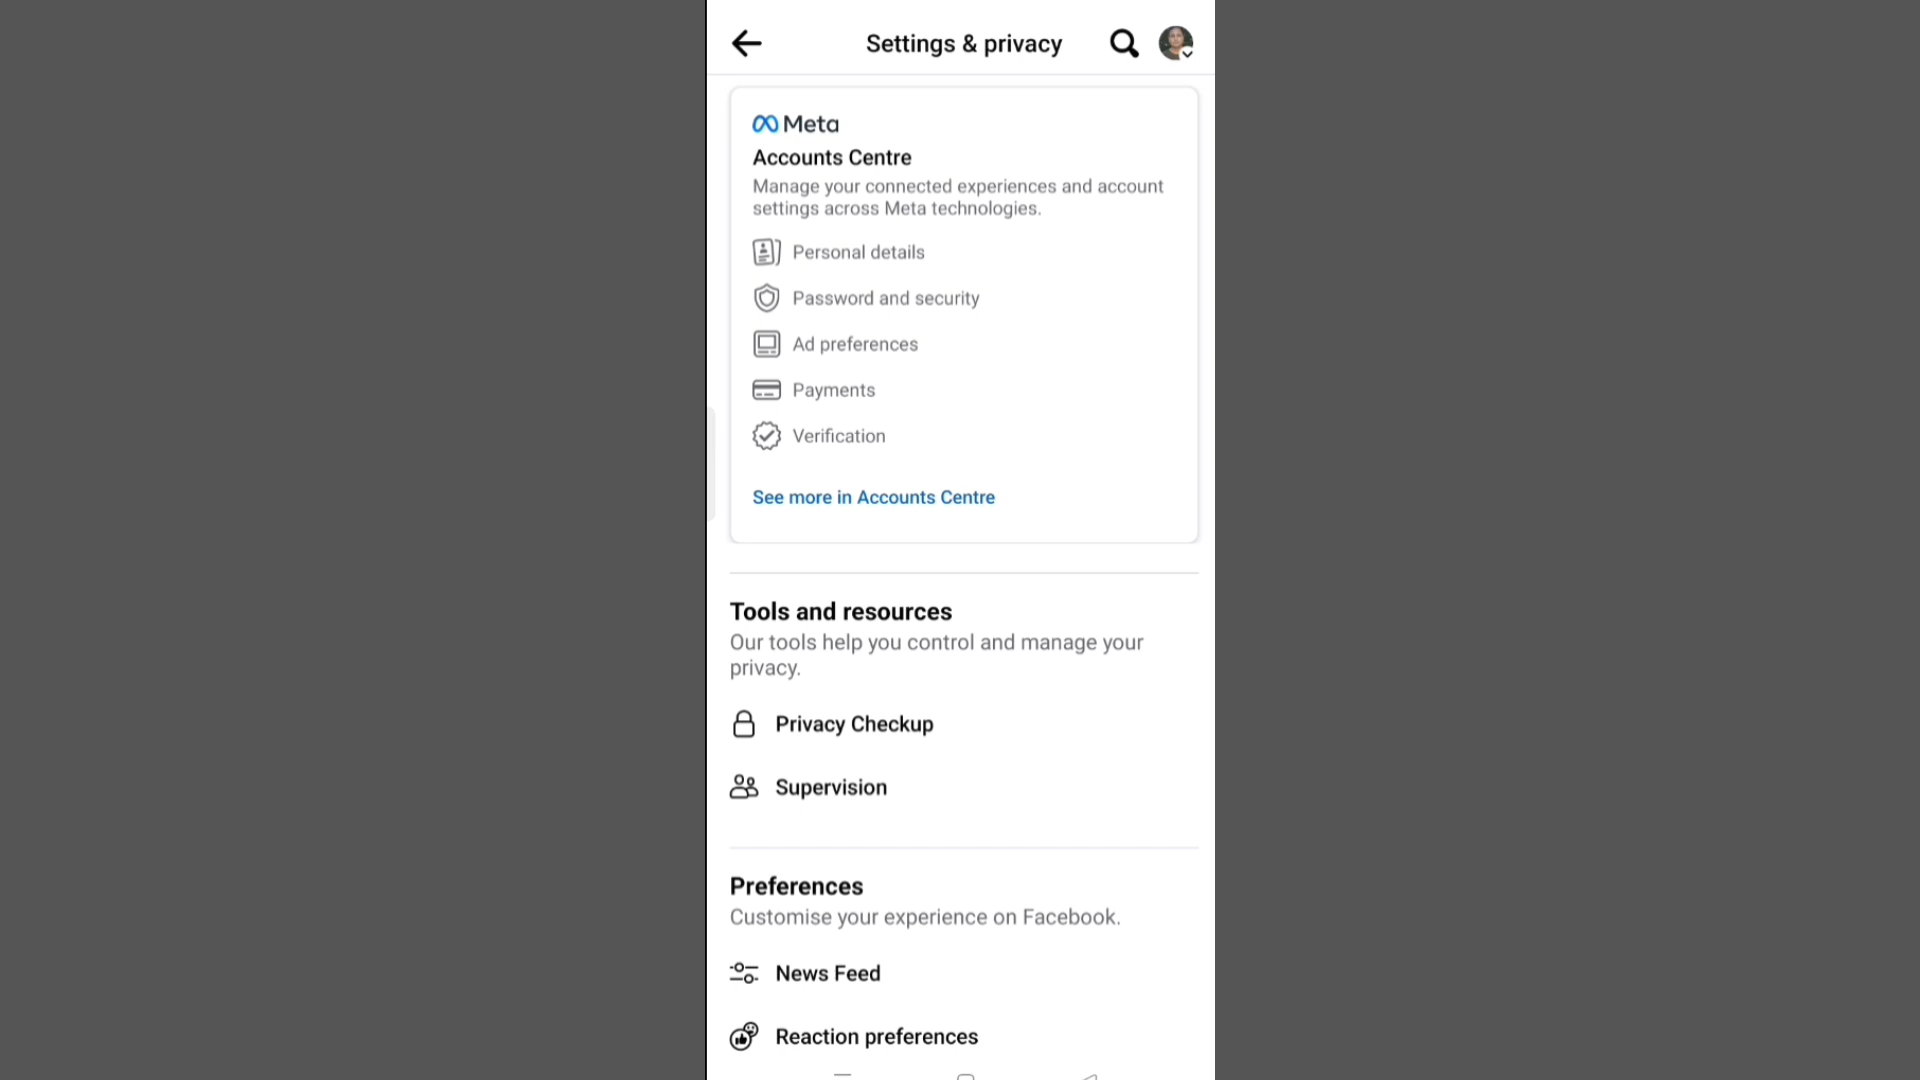 Settings & privacy
Meta
Accounts Centre
Manage your connected experiences and account
settings across Meta technologies.
Personal details
Password and security
Ad preferences
Payments
Verification
See more in Accounts Centre
Tools and resources
Our tools help you control and manage your
privacy.
Privacy Checkup
Supervision
Preferences
Customise your experience on Facebook.
News Feed
Reaction preferences